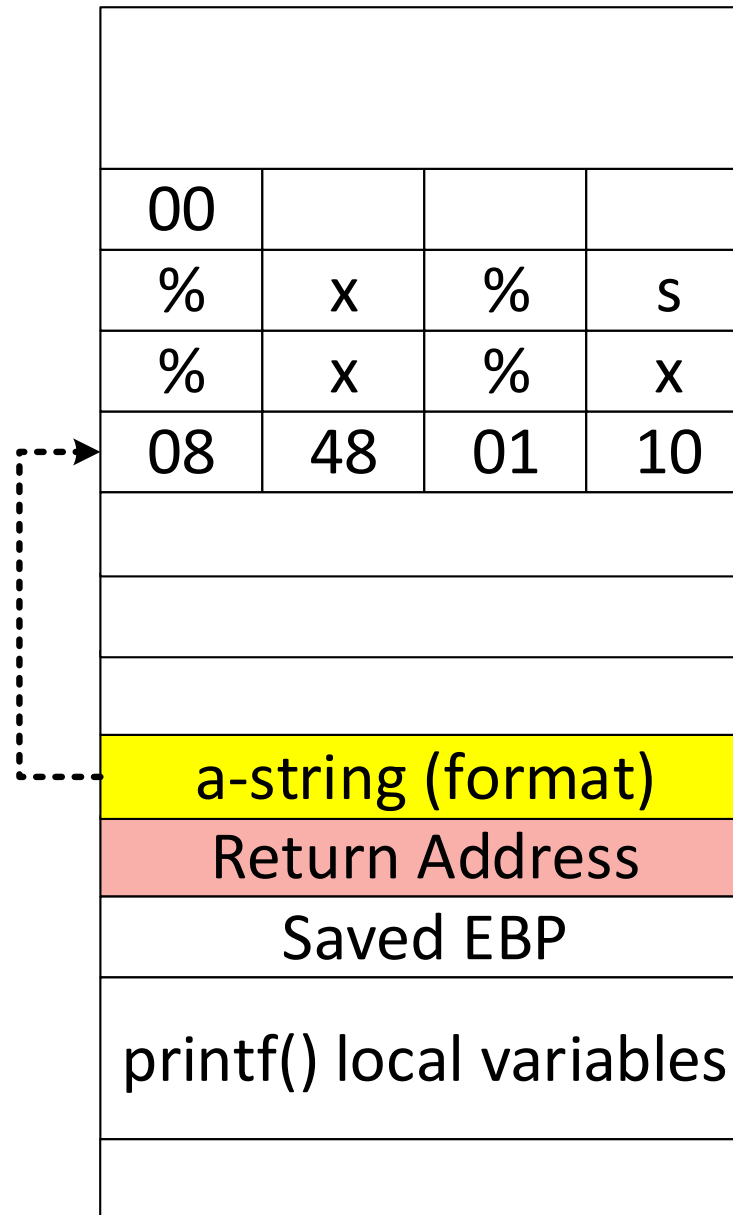 00
% x % s
% x % x
08 48 01 10
a-string (format)
Return Address
Saved EBP
printf() local variables